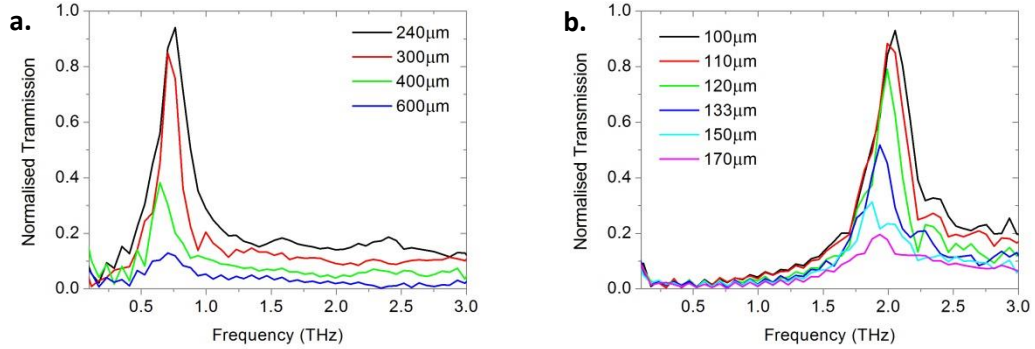 a.
Normalised Tranmission
1.0
0.8
0.6
0.4
0.2
0.0
240μm
300μm
400μm
600μm
0.5 1.0 1.5 2.0 2.5 3.0
Frequency (THz)
b.
Normalised Transmission
1.0
0.8
0.6
0.4
0.2
0.0
100μm
110μm
120μm
133μm
150μm
170μm
0.5 1.0 1.5 2.0 2.5 3.0
Frequency (THz)